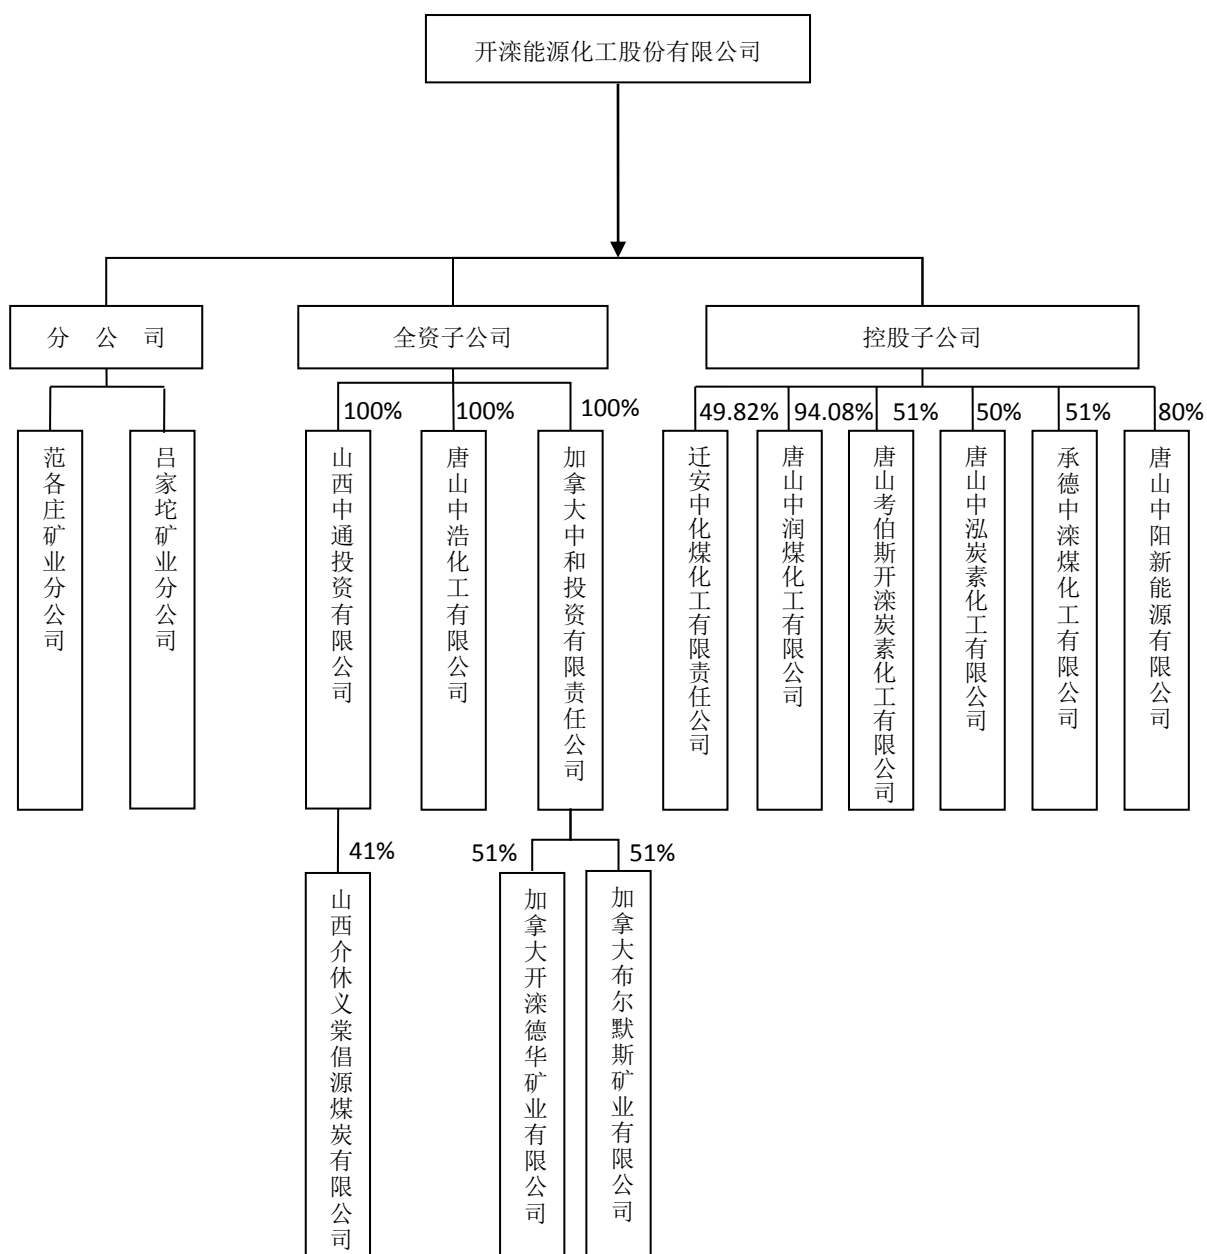 开滦能源化工股份有限公司
分 公 司
全资子公司
控股子公司
100%
100%
100%
49.82%
94.08%
51%
50%
51%
80%
范各庄矿业分公司
吕家坨矿业分公司
山西中通投资有限公司
唐山中浩化工有限公司
加拿大中和投资有限责任公司
迁安中化煤化工有限责任公司
唐山中润煤化工有限公司
唐山考伯斯开滦炭素化工有限公司
唐山中泓炭素化工有限公司
承德中滦煤化工有限公司
唐山中阳新能源有限公司
41%
51%
51%
山西介休义棠倡源煤炭有限公司
加拿大开滦德华矿业有限公司
加拿大布尔默斯矿业有限公司